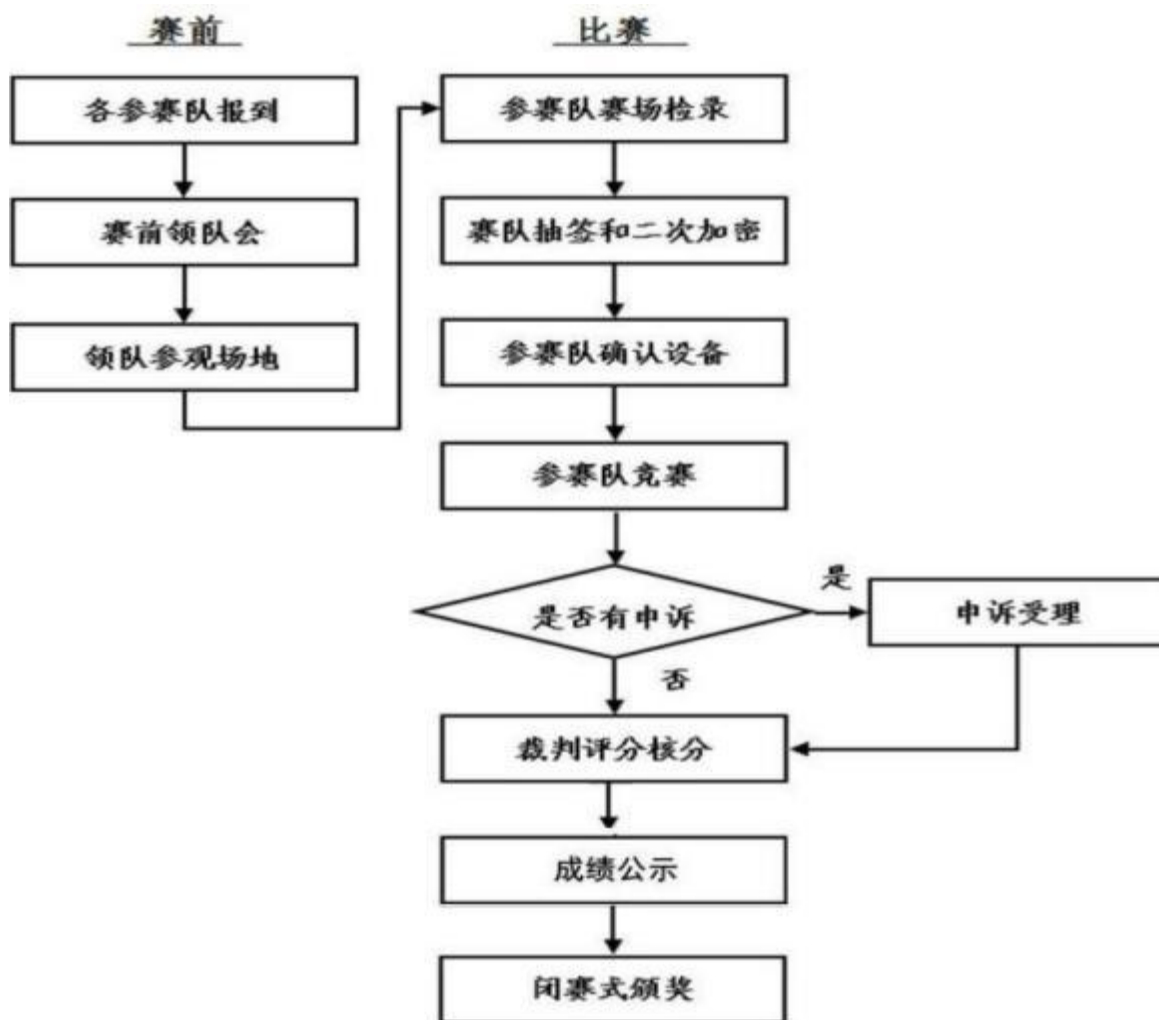 赛前
各参赛队报到
赛前领队会
领队参观场地
比赛
参赛队赛场检录
赛队抽签和二次加密
参赛队确认设备
参赛队竞赛
是否有申诉
是
申诉受理
否
裁判评分核分
成绩公示
闭赛式颁奖